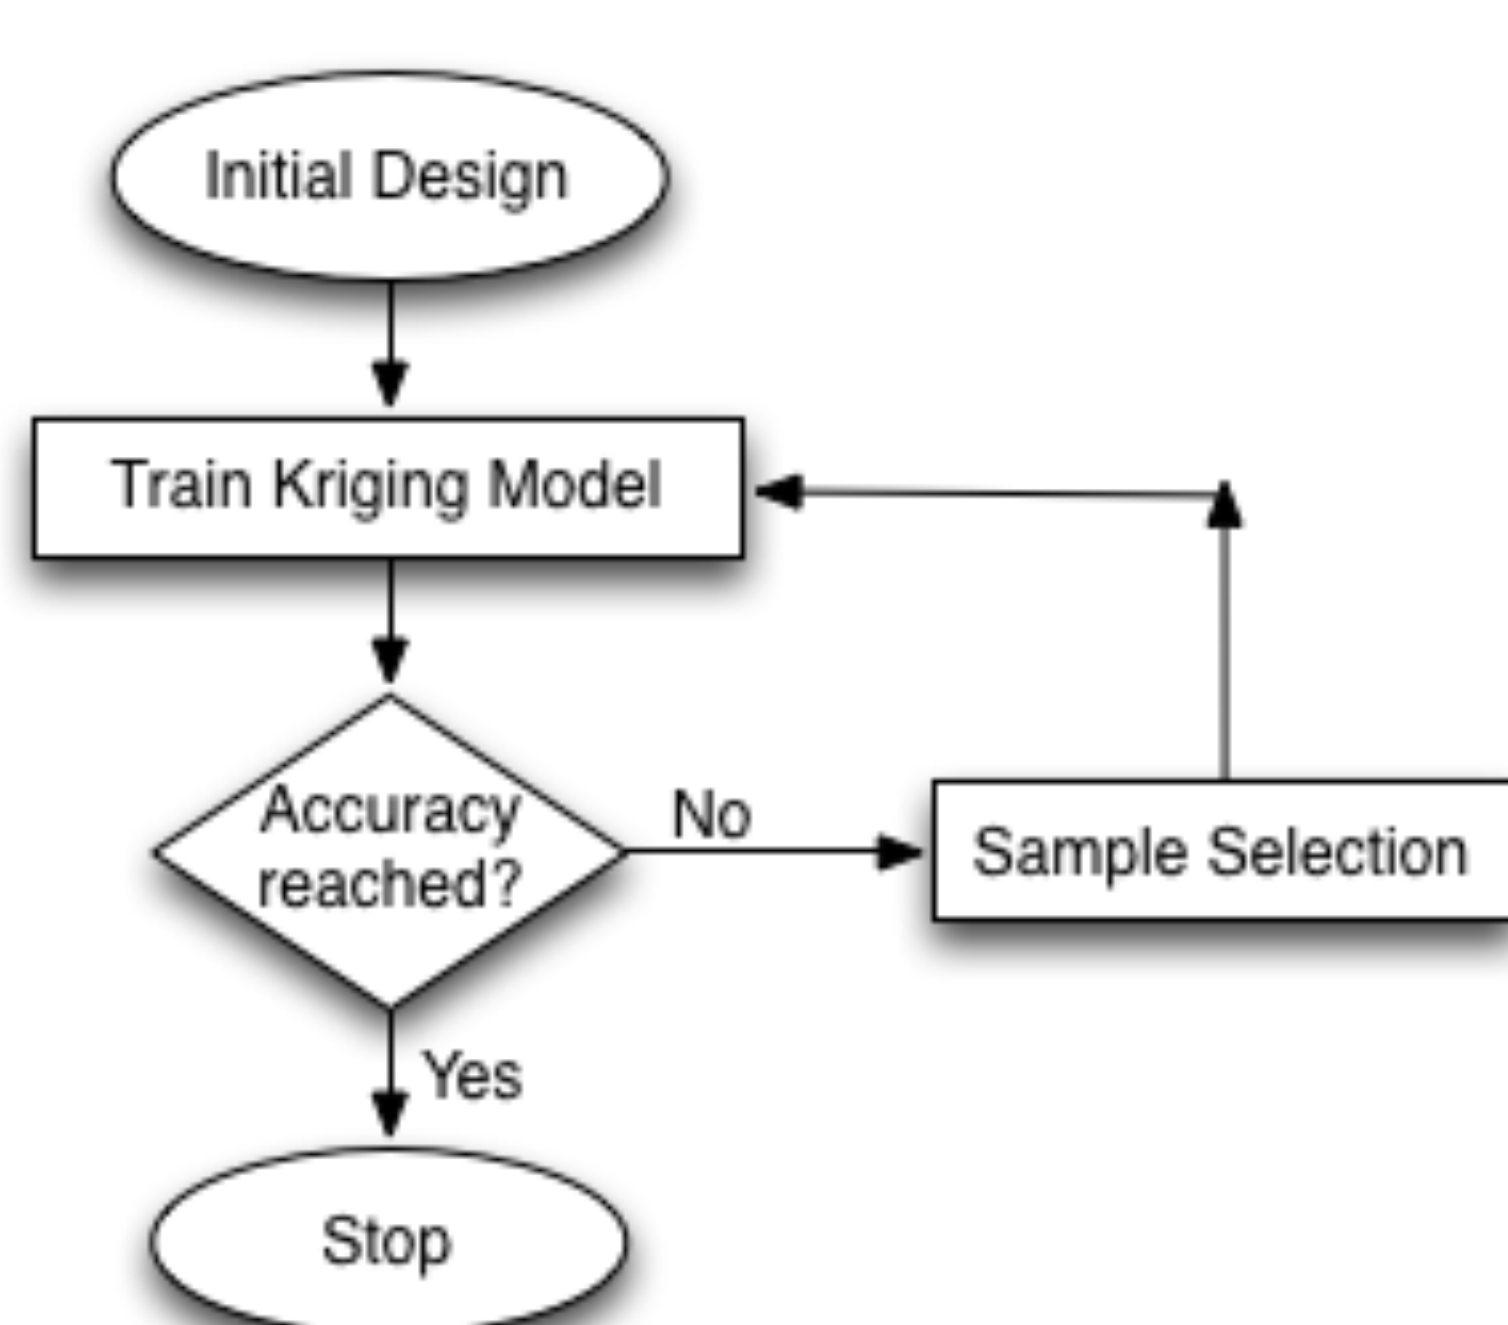 Initial Design
Train Kriging Model
Accuracy
reached?
No
Sample Selection
Yes
Stop